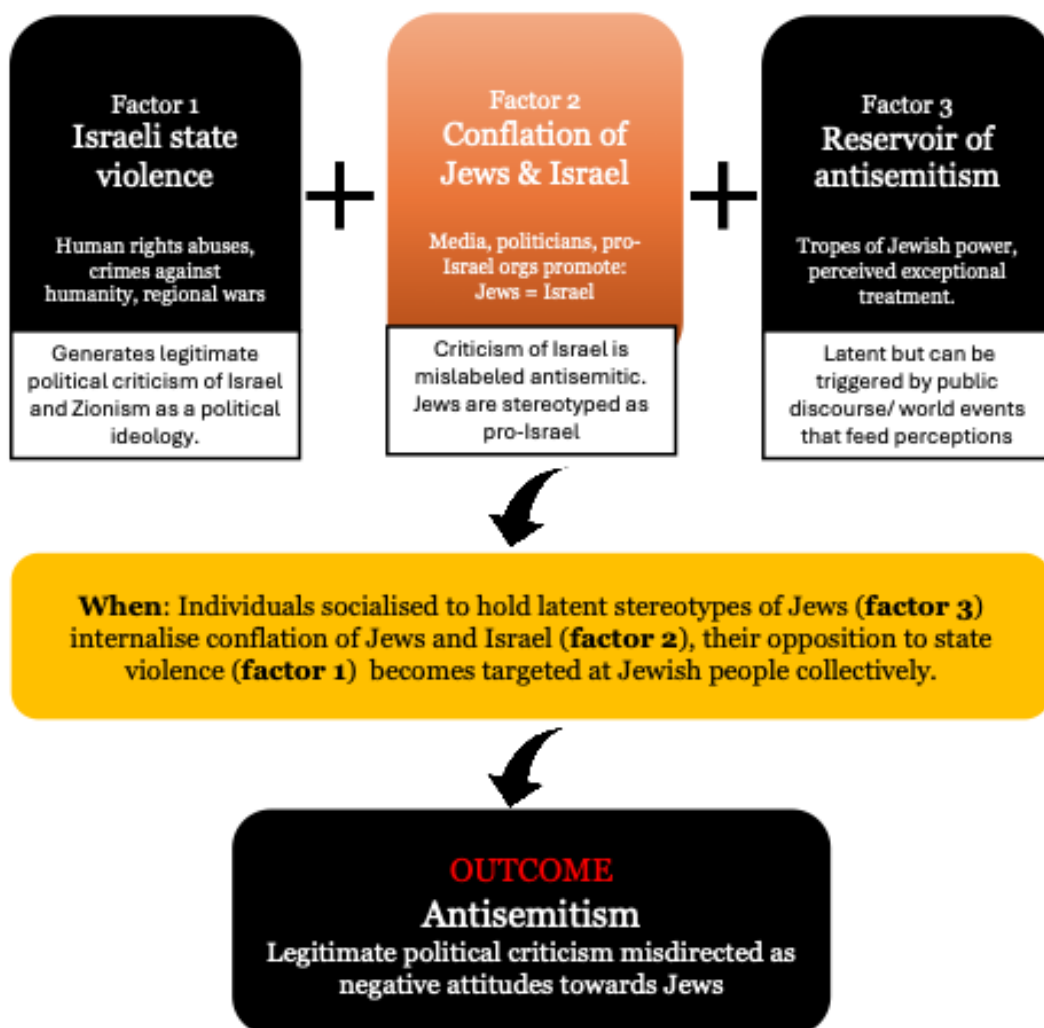 Factor 1
Israeli state
violence
Human rights abuses,
crimes against
humanity, regional wars
Generates legitimate
political criticism of Israel
and Zionism as a political
ideology.
+
Factor 2
Conflation of
Jews & Israel
Media, politicians, pro-
Israel orgs promote:
Jews = Israel
Criticism of Israel is
mislabeled antisemitic.
Jews are stereotyped as
pro-Israel
+
Factor 3
Reservoir of
antisemitism
Tropes of Jewish power,
perceived exceptional
treatment.
Latent but can be
triggered by public
discourse/ world events
that feed perceptions
When: Individuals socialised to hold latent stereotypes of Jews (factor 3)
internalise conflation of Jews and Israel (factor 2), their opposition to state
violence (factor 1) becomes targeted at Jewish people collectively.
OUTCOME
Antisemitism
Legitimate political criticism misdirected as
negative attitudes towards Jews